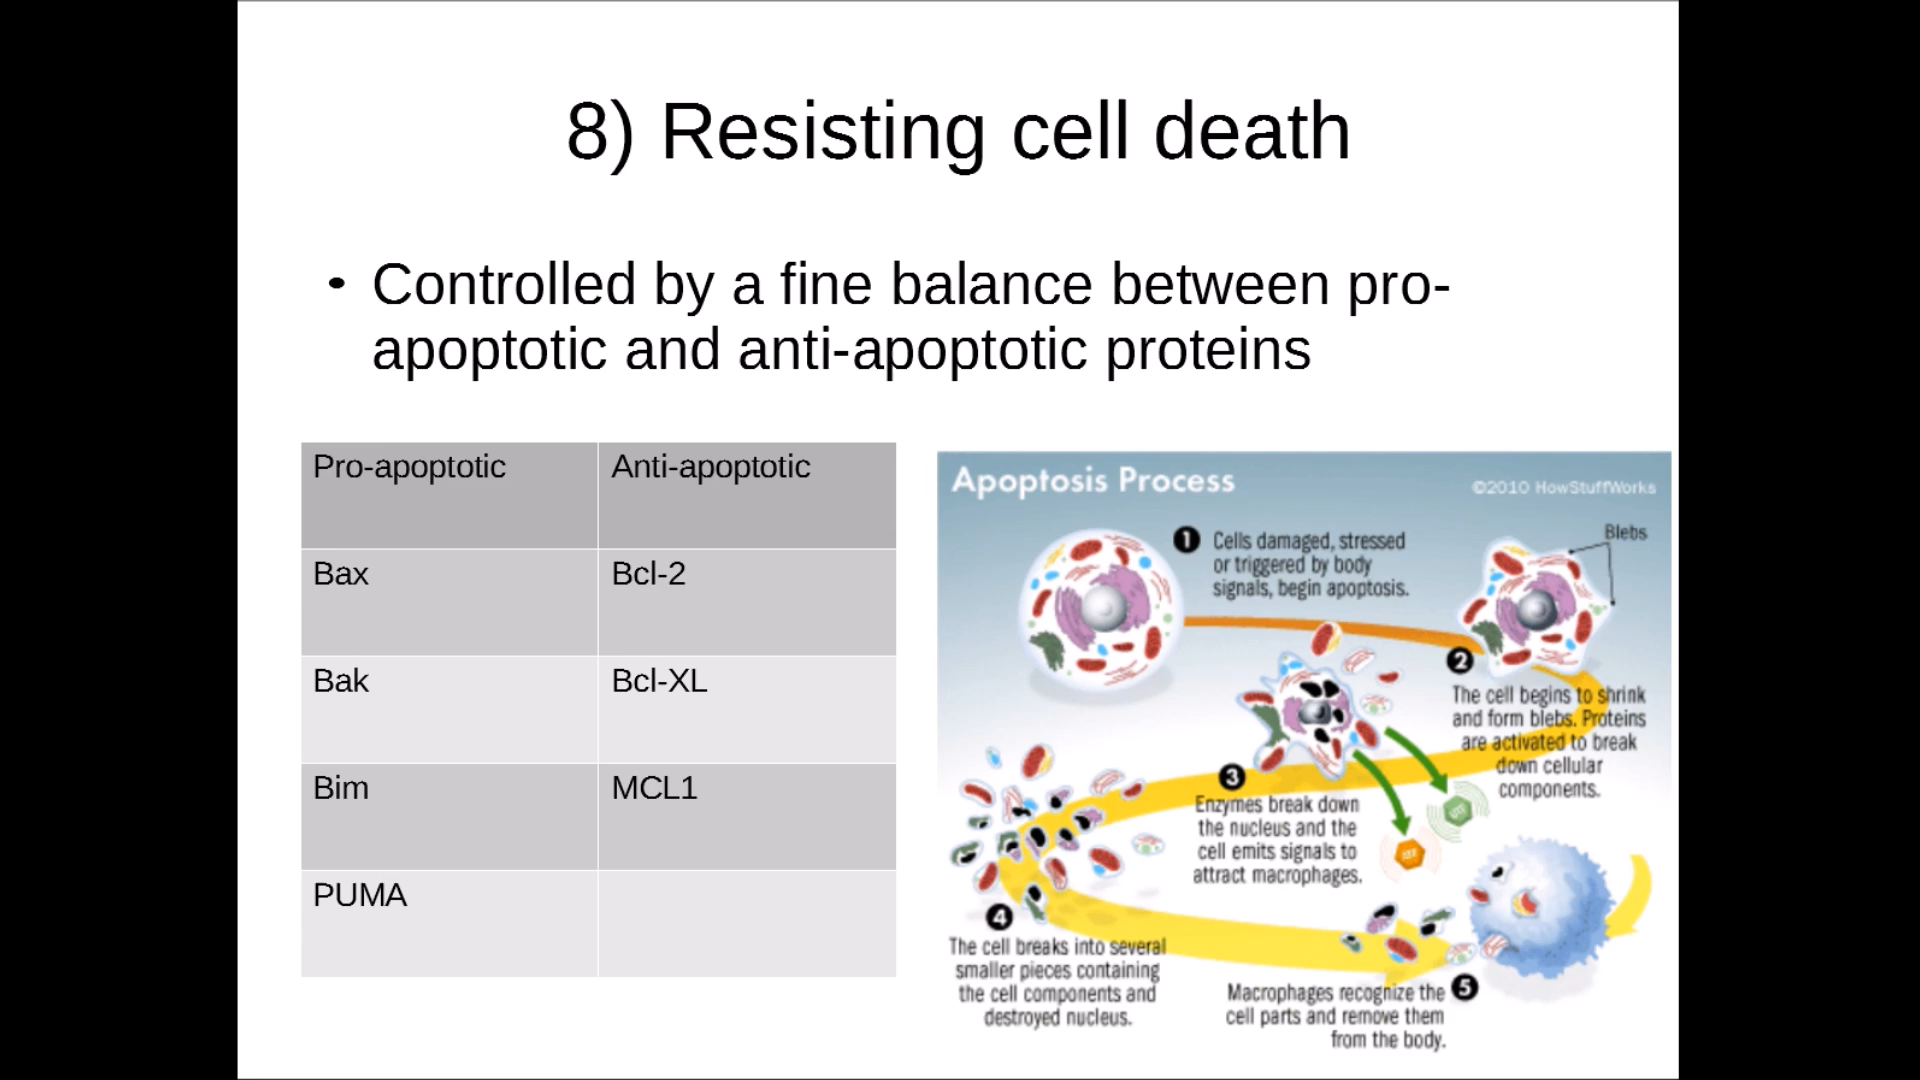 8) Resisting cell death
• Controlled by a fine balance between pro-
apoptotic and anti-apoptotic proteins
Pro-apoptotic Anti-apoptotic
Bax Bcl-2
Bak Bcl-XL
Bim MCL1
PUMA
Apoptosis Process
©2010 HowStuffWorks
1 Cells damaged, stressed
or triggered by body
signals, begin apoptosis.
Blebs
2
The cell begins to shrink
and form blebs. Proteins
are activated to break
down cellular
components.
3
Enzymes break down
the nucleus and the
cell emits signals to
attract macrophages.
4
The cell breaks into several
smaller pieces containing
the cell components and
destroyed nucleus.
5
Macrophages recognize the
cell parts and remove them
from the body.